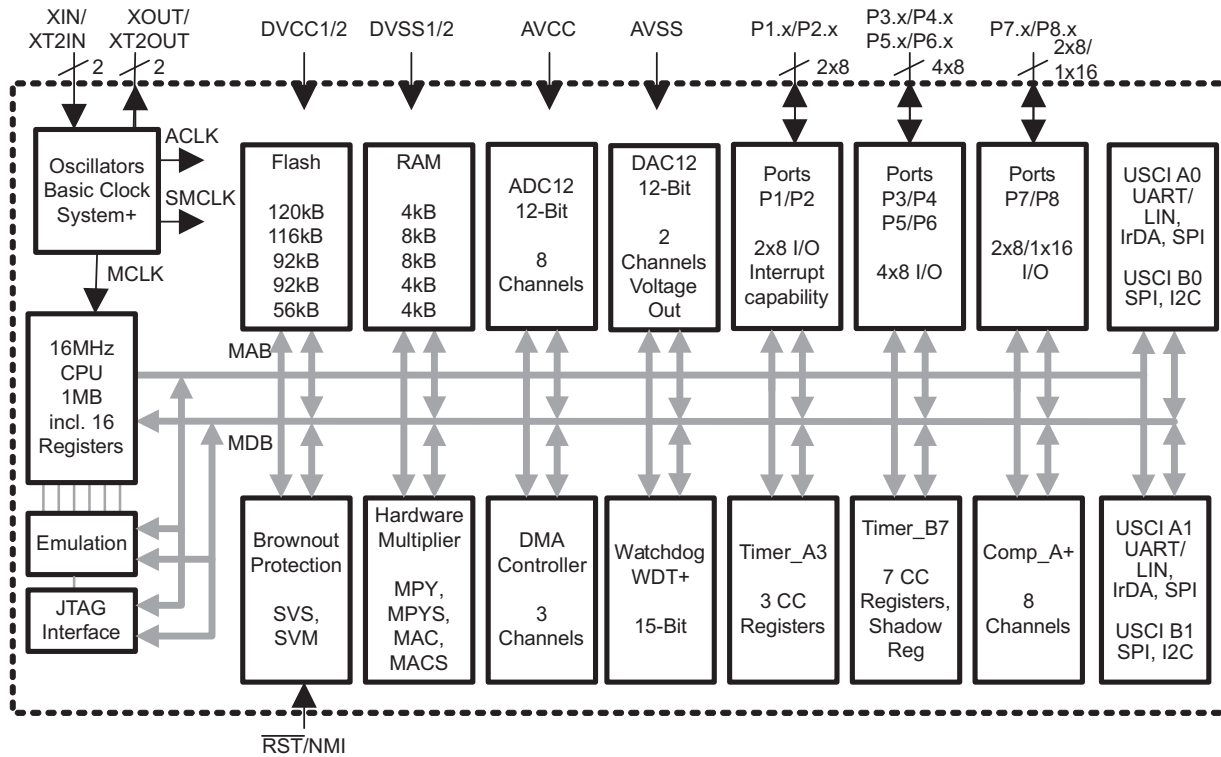 XIN/
XT2IN
XOUT/
XT2OUT
DVCC1/2
DVSS1/2
AVCC
AVSS
P1.x/P2.x
P3.x/P4.x
P5.x/P6.x
P7.x/P8.x
2
2
2x8
4x8
2x8/
1x16
Oscillators
Basic Clock
System+
ACLK
SMCLK
MCLK
Flash
120kB
116kB
92kB
92kB
56kB
RAM
4kB
8kB
8kB
4kB
4kB
ADC12
12-Bit
8
Channels
DAC12
12-Bit
2
Channels
Voltage
Out
Ports
P1/P2
2x8 I/O
Interrupt
capability
Ports
P3/P4
P5/P6
4x8 I/O
Ports
P7/P8
2x8/1x16
I/O
USCI A0
UART/
LIN,
IrDA, SPI
USCI B0
SPI, I2C
16MHz
CPU
1MB
incl. 16
Registers
MAB
MDB
Emulation
JTAG
Interface
Brownout
Protection
SVS,
SVM
Hardware
Multiplier
MPY,
MPYS,
MAC,
MACS
DMA
Controller
3
Channels
Watchdog
WDT+
15-Bit
Timer_A3
3 CC
Registers
Timer_B7
7 CC
Registers,
Shadow
Reg
Comp_A+
8
Channels
USCI A1
UART/
LIN,
IrDA, SPI
USCI B1
SPI, I2C
RST/NMI